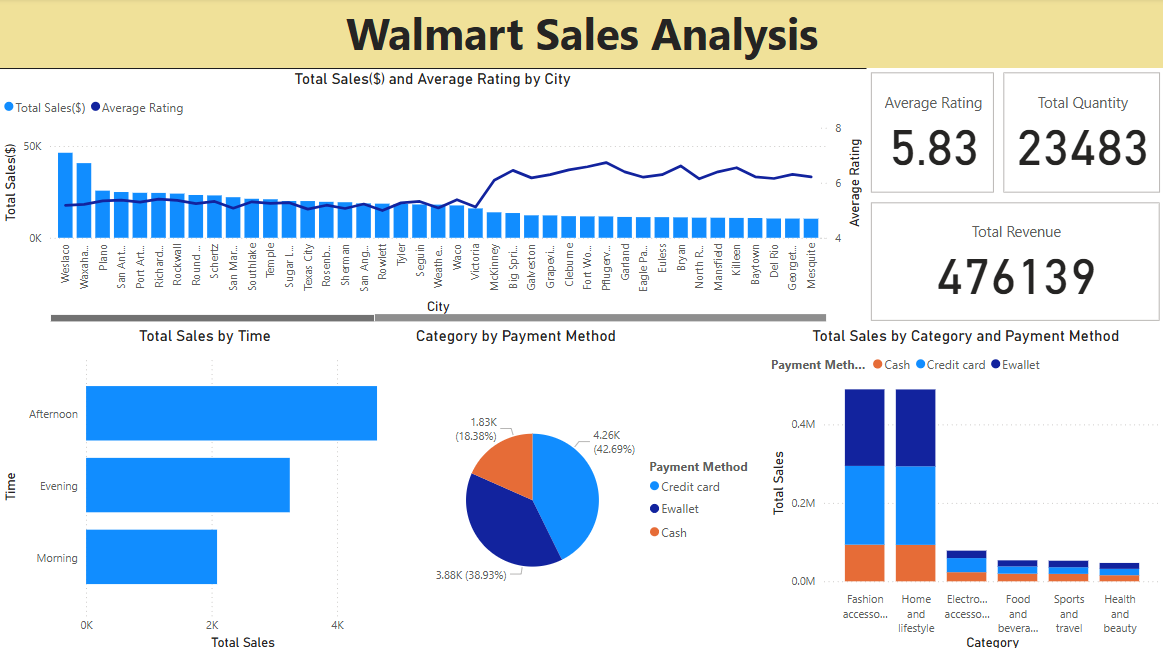 Walmart Sales Analysis
Total Sales($) and Average Rating by City
Total Sales($) Average Rating
Total Sales($)
50K
0K
8
6
4
Average Rating
Weslaco
Waxaha...
Plano
San Ant...
Port Art...
Richard...
Rockwall
Round ...
Schertz
San Mar...
Southlake
Temple
Sugar L...
Texas City
Rosenb...
Sherman
San Ang...
Rowlett
Tyler
Seguin
Weathe...
Waco
Victoria
McKinney
Big Spri...
Galveston
Grapevi...
Cleburne
Fort Wo...
Pflugerv...
Garland
Eagle Pa...
Euless
Bryan
North R...
Mansfield
Killeen
Baytown
Del Rio
Georget...
Mesquite
City
Average Rating
5.83
Total Quantity
23483
Total Revenue
476139
Total Sales by Time
Time
Afternoon
Evening
Morning
0K 2K 4K
Total Sales
Category by Payment Method
1.83K
(18.38%)
4.26K
(42.69%)
3.88K (38.93%)
Payment Method
Credit card
Ewallet
Cash
Total Sales by Category and Payment Method
Payment Meth... Cash Credit card Ewallet
Total Sales
0.4M
0.2M
0.0M
Fashion
accesso...
Home
and
lifestyle
Electro...
accesso...
Food
and
bevera...
Sports
and
travel
Health
and
beauty
Category